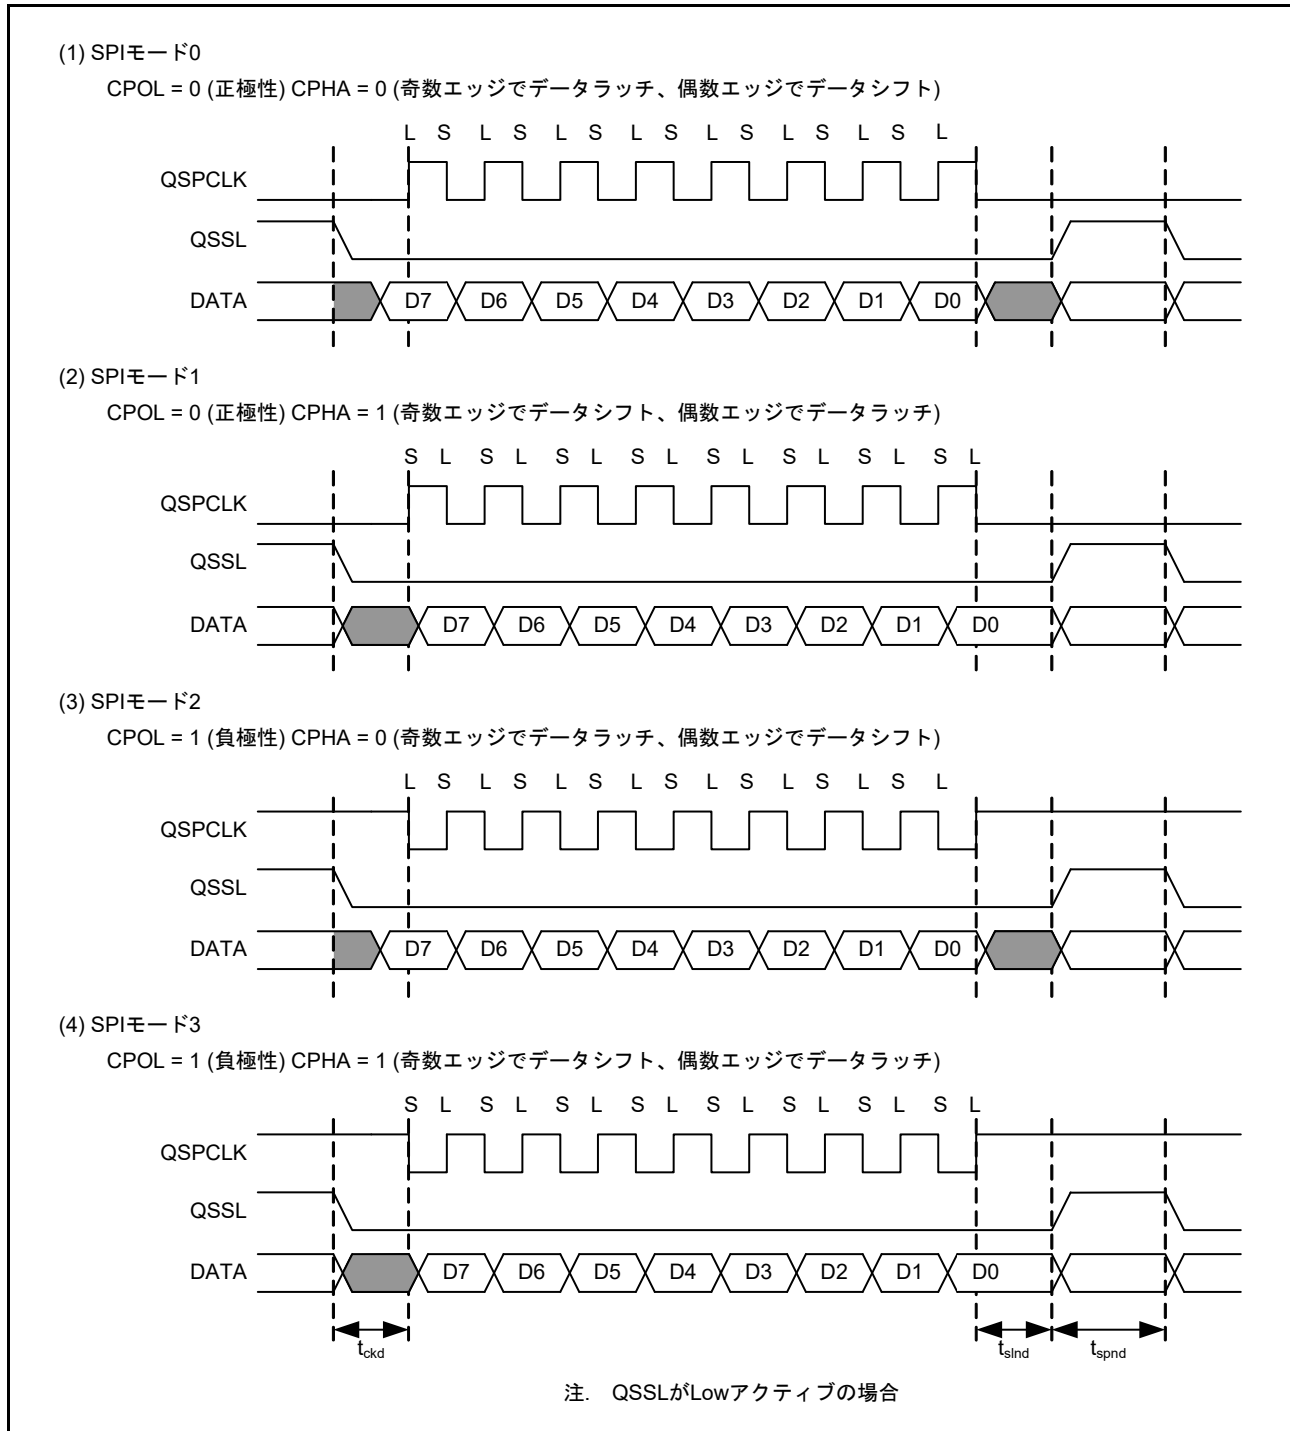 (1) SPIモード0
CPOL = 0 (正極性) CPHA = 0 (奇数エッジでデータラッチ、偶数エッジでデータシフト)
L S L S L S L S L S L S L S L
QSPCLK
QSSL
DATA D7 D6 D5 D4 D3 D2 D1 D0
(2) SPIモード1
CPOL = 0 (正極性) CPHA = 1 (奇数エッジでデータシフト、偶数エッジでデータラッチ)
S L S L S L S L S L S L S L S L
QSPCLK
QSSL
DATA D7 D6 D5 D4 D3 D2 D1 D0
(3) SPIモード2
CPOL = 1 (負極性) CPHA = 0 (奇数エッジでデータラッチ、偶数エッジでデータシフト)
L S L S L S L S L S L S L S L
QSPCLK
QSSL
DATA D7 D6 D5 D4 D3 D2 D1 D0
(4) SPIモード3
CPOL = 1 (負極性) CPHA = 1 (奇数エッジでデータシフト、偶数エッジでデータラッチ)
S L S L S L S L S L S L S L S L
QSPCLK
QSSL
DATA D7 D6 D5 D4 D3 D2 D1 D0
tckd tslnd tspnd
注. QSSLがLowアクティブの場合